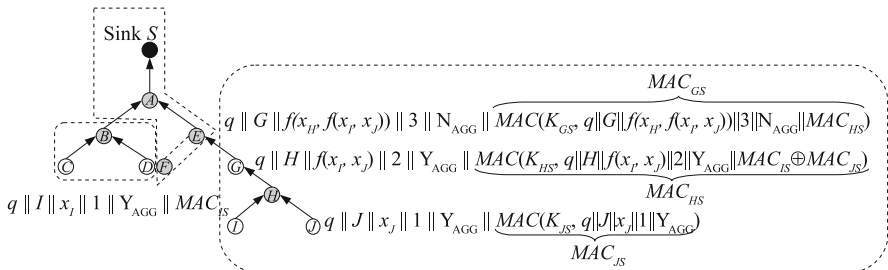 Sink S
MAC_GS
A
q || G || f(x_H, f(x_I, x_J)) || 3 || N_AGG || MAC(K_GS, q||G||f(x_H, f(x_I, x_J))||3||N_AGG||MAC_HS)
B E
C D F G q || H || f(x_I, x_J) || 2 || Y_AGG || MAC(K_HS, q||H||f(x_I, x_J)||2||Y_AGG||MAC_IS⊕MAC_JS)
MAC_HS
H
q || I || x_I || 1 || Y_AGG || MAC_IS
I J q || J || x_J || 1 || Y_AGG || MAC(K_JS, q||J||x_J||1||Y_AGG)
MAC_JS